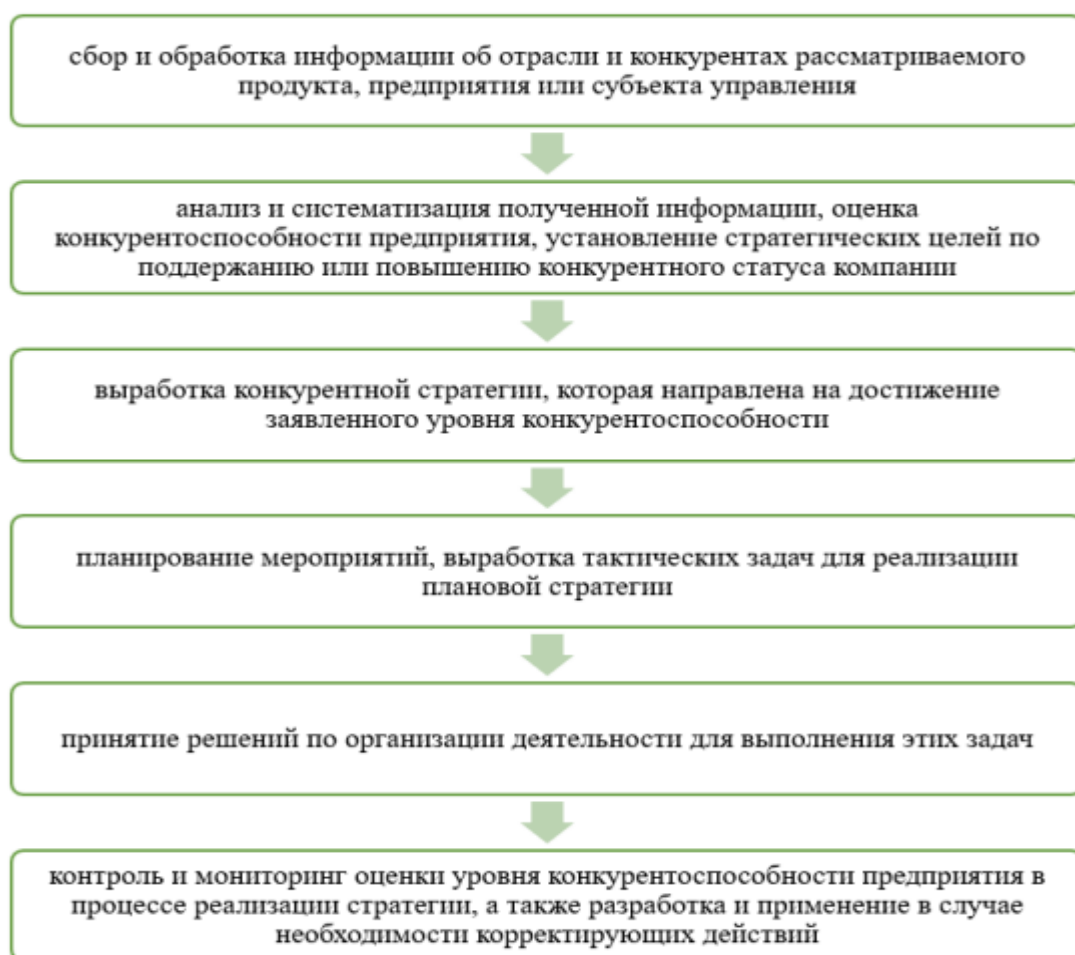 сбор и обработка информации об отрасли и конкурентах рассматриваемого
продукта, предприятия или субъекта управления
анализ и систематизация полученной информации, оценка
конкурентоспособности предприятия, установление стратегических целей по
поддержанию или повышению конкурентного статуса компании
выработка конкурентной стратегии, которая направлена на достижение
заявленного уровня конкурентоспособности
планирование мероприятий, выработка тактических задач для реализации
плановой стратегии
принятие решений по организации деятельности для выполнения этих задач
контроль и мониторинг оценки уровня конкурентоспособности предприятия в
процессе реализации стратегии, а также разработка и применение в случае
необходимости корректирующих действий